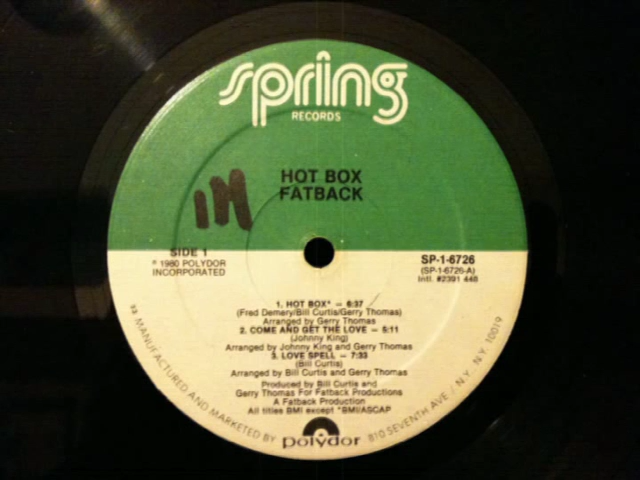 spring
RECORDS
HOT BOX
FATBACK
SIDE 1
℗ 1980 POLYDOR
INCORPORATED
SP-1-6726
(SP-1-6726-A)
Intl. #2391 448
1. HOT BOX* — 6:37
(Fred Demary/Bill Curtis/Gerry Thomas)
Arranged by Gerry Thomas
2. COME AND GET THE LOVE — 5:11
(Johnny King)
Arranged by Johnny King and Gerry Thomas
3. LOVE SPELL — 7:33
(Bill Curtis)
Arranged by Bill Curtis and Gerry Thomas
Produced by Bill Curtis and
Gerry Thomas For Fatback Productions
A Fatback Production
All titles BMI except *BMI/ASCAP
MANUFACTURED AND MARKETED BY polydor 810 SEVENTH AVE / N.Y. N.Y. 10019